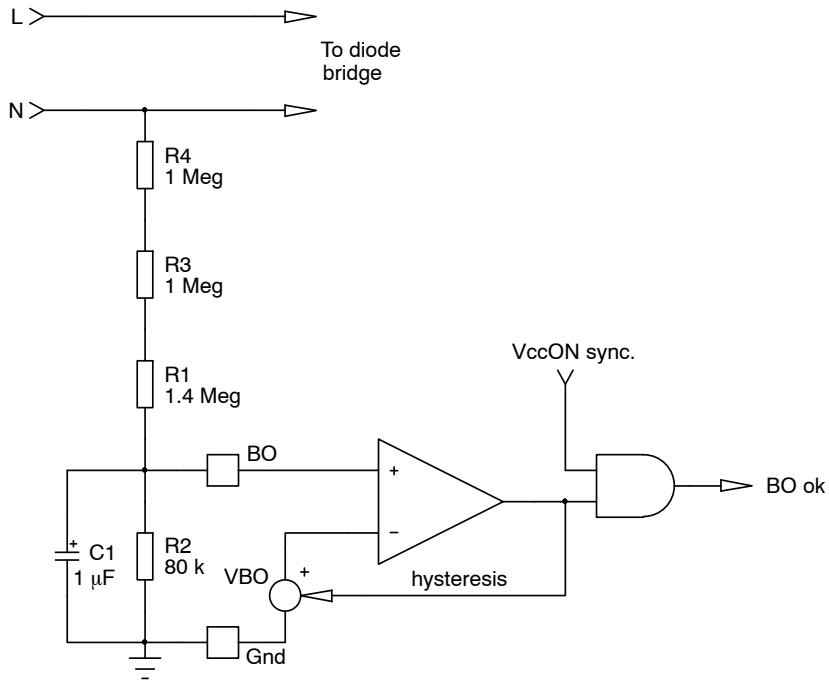 L
To diode
bridge
N
R4
1 Meg
R3
1 Meg
VccON sync.
R1
1.4 Meg
BO
+
BO ok
−
+
C1
1 μF
R2
80 k
VBO
+
hysteresis
Gnd